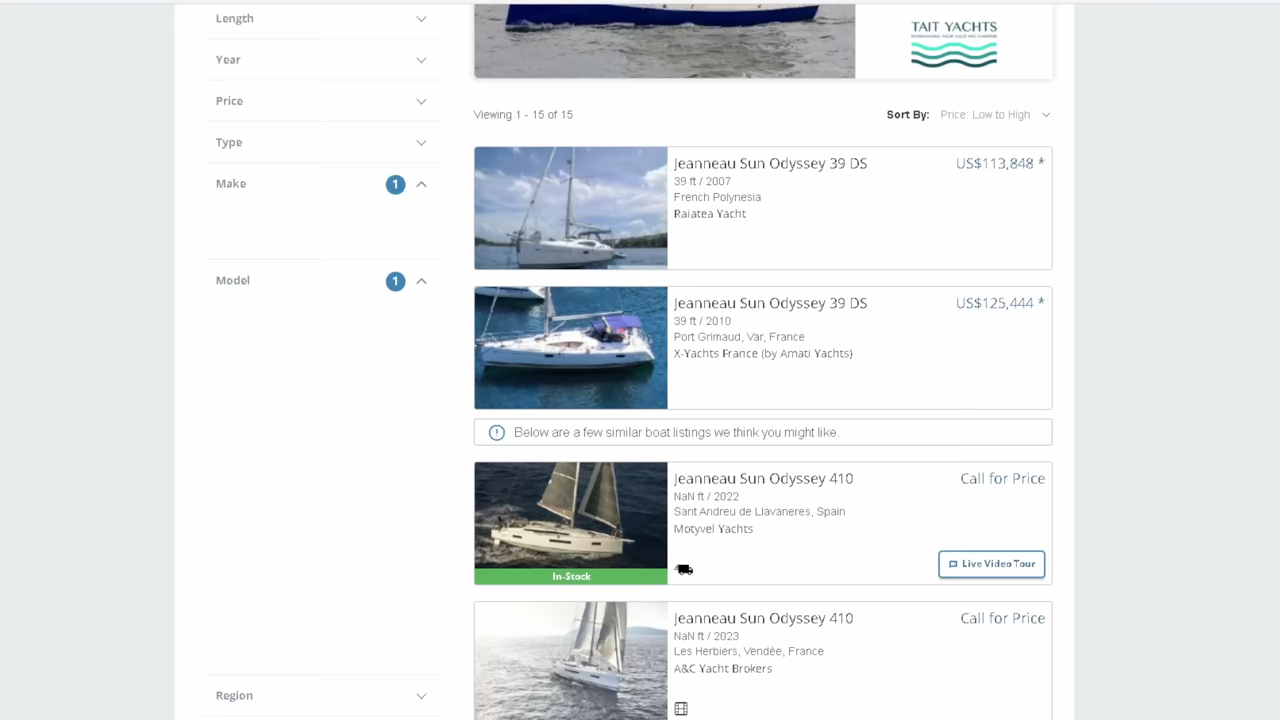 Length
Year
Price
Type
Make 1
Model 1
Region
TAIT YACHTS
Viewing 1 - 15 of 15
Sort By: Price: Low to High
Jeanneau Sun Odyssey 39 DS
US$113,848 *
39 ft / 2007
French Polynesia
Raiatea Yacht
Jeanneau Sun Odyssey 39 DS
US$125,444 *
39 ft / 2010
Port Grimaud, Var, France
X-Yachts France (by Amati Yachts)
Below are a few similar boat listings we think you might like.
Jeanneau Sun Odyssey 410
Call for Price
NaN ft / 2022
Sant Andreu de Llavaneres, Spain
Motyvel Yachts
In-Stock
Live Video Tour
Jeanneau Sun Odyssey 410
Call for Price
NaN ft / 2023
Les Herbiers, Vendée, France
A&C Yacht Brokers